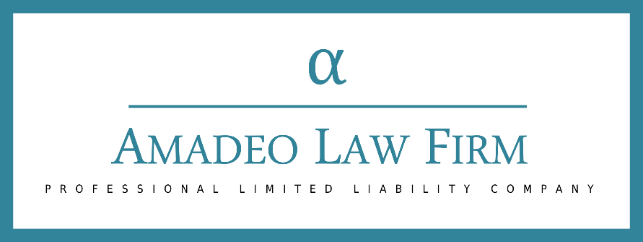 α
AMADEO LAW FIRM
PROFESSIONAL LIMITED LIABILITY COMPANY